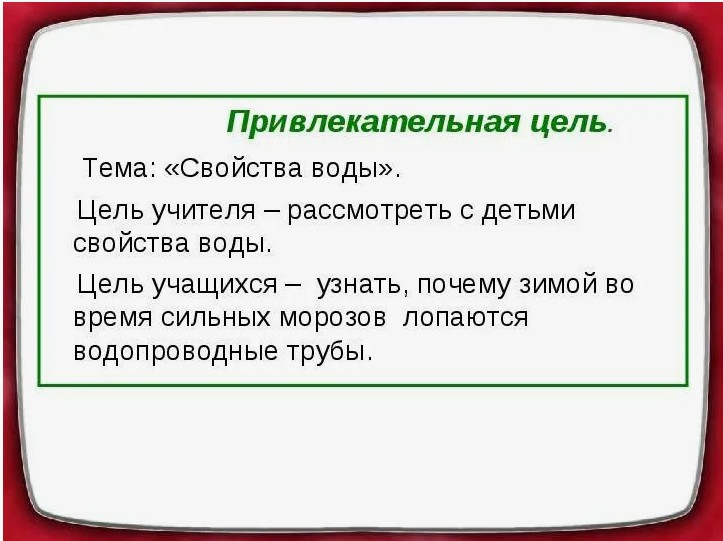 Привлекательная цель.
Тема: «Свойства воды».
Цель учителя – рассмотреть с детьми
свойства воды.
Цель учащихся – узнать, почему зимой во
время сильных морозов лопаются
водопроводные трубы.